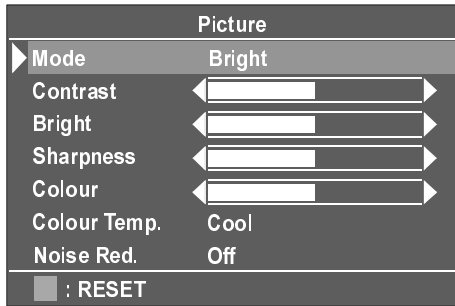 Picture
Mode Bright
Contrast
Bright
Sharpness
Colour
Colour Temp. Cool
Noise Red. Off
: RESET